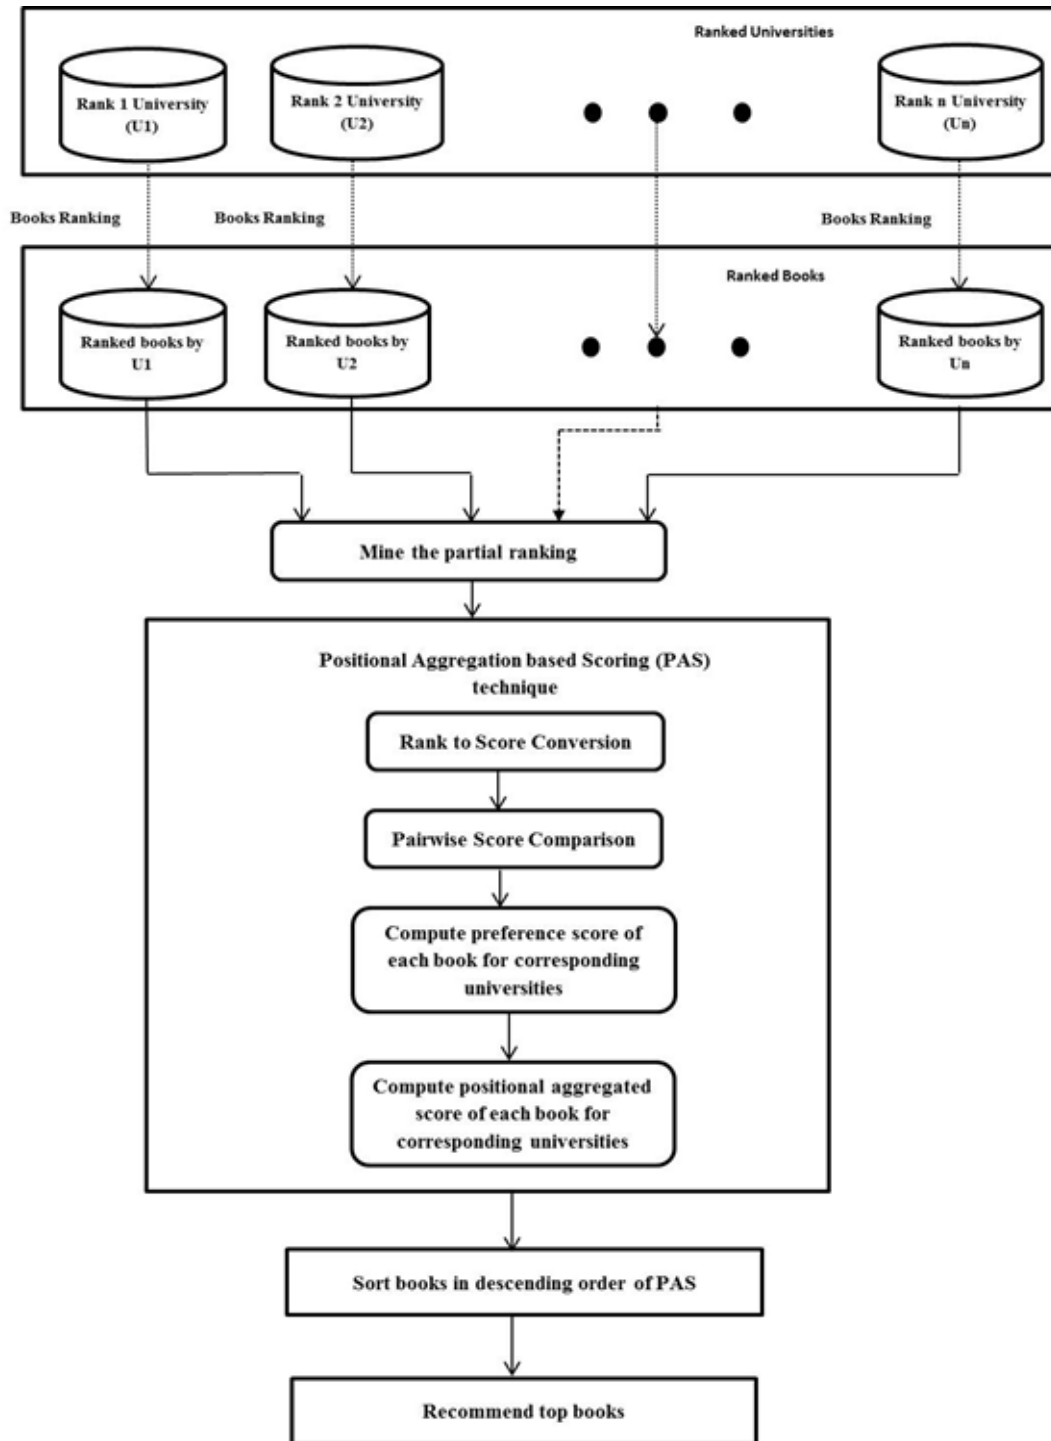 Ranked Universities
Rank 1 University
(U1)
Rank 2 University
(U2)
Rank n University
(Un)
Books Ranking
Books Ranking
Books Ranking
Ranked Books
Ranked books by
U1
Ranked books by
U2
Ranked books by
Un
Mine the partial ranking
Positional Aggregation based Scoring (PAS)
technique
Rank to Score Conversion
Pairwise Score Comparison
Compute preference score of
each book for corresponding
universities
Compute positional aggregated
score of each book for
corresponding universities
Sort books in descending order of PAS
Recommend top books